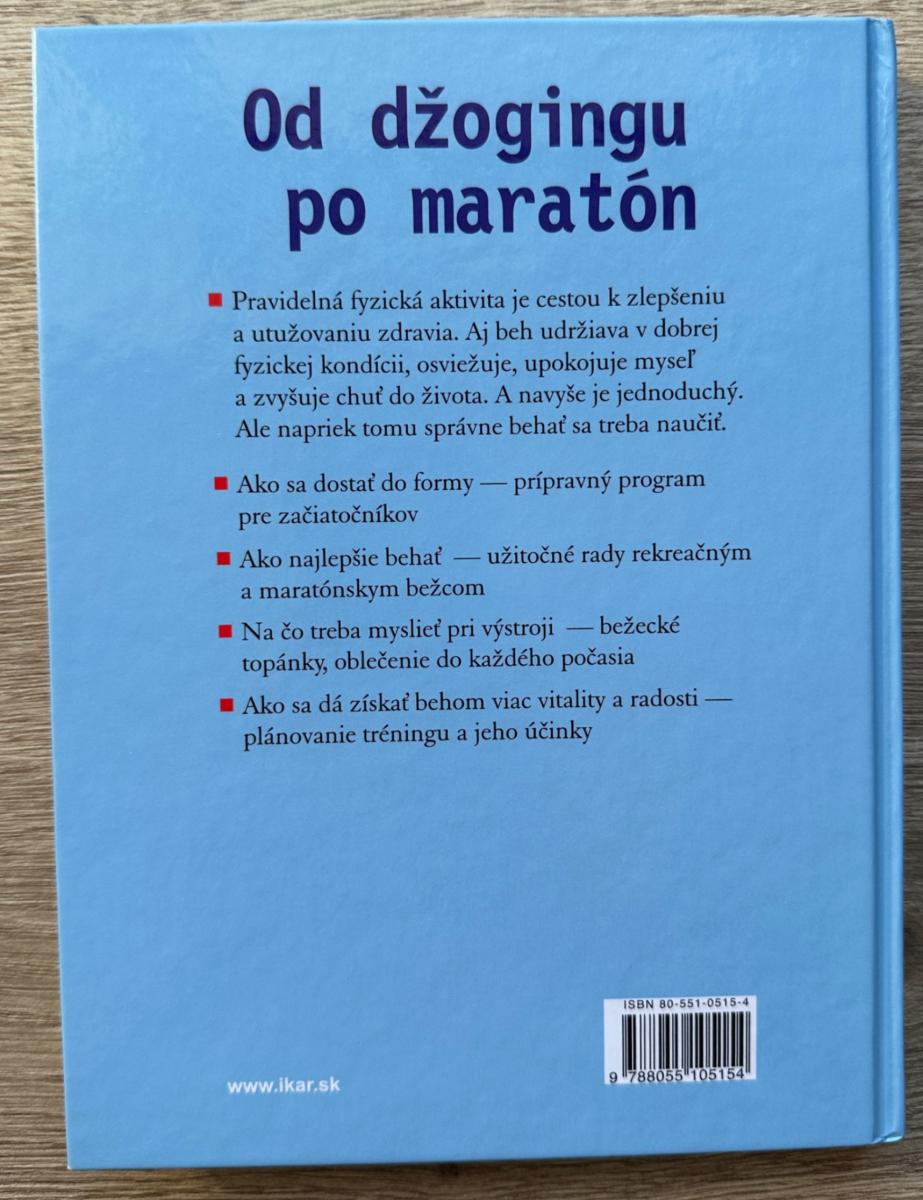 Od džogingu
po maratón
Pravidelná fyzická aktivita je cestou k zlepšeniu
a utužovaniu zdravia. Aj beh udržiava v dobrej
fyzickej kondícii, osviežuje, upokojuje myseľ
a zvyšuje chuť do života. A navyše je jednoduchý.
Ale napriek tomu správne behať sa treba naučiť.
Ako sa dostať do formy — prípravný program
pre začiatočníkov
Ako najlepšie behať — užitočné rady rekreačným
a maratónskym bežcom
Na čo treba myslieť pri výstroji — bežecké
topánky, oblečenie do každého počasia
Ako sa dá získať behom viac vitality a radosti —
plánovanie tréningu a jeho účinky
ISBN 80-551-0515-4
9 788055 105154
www.ikar.sk